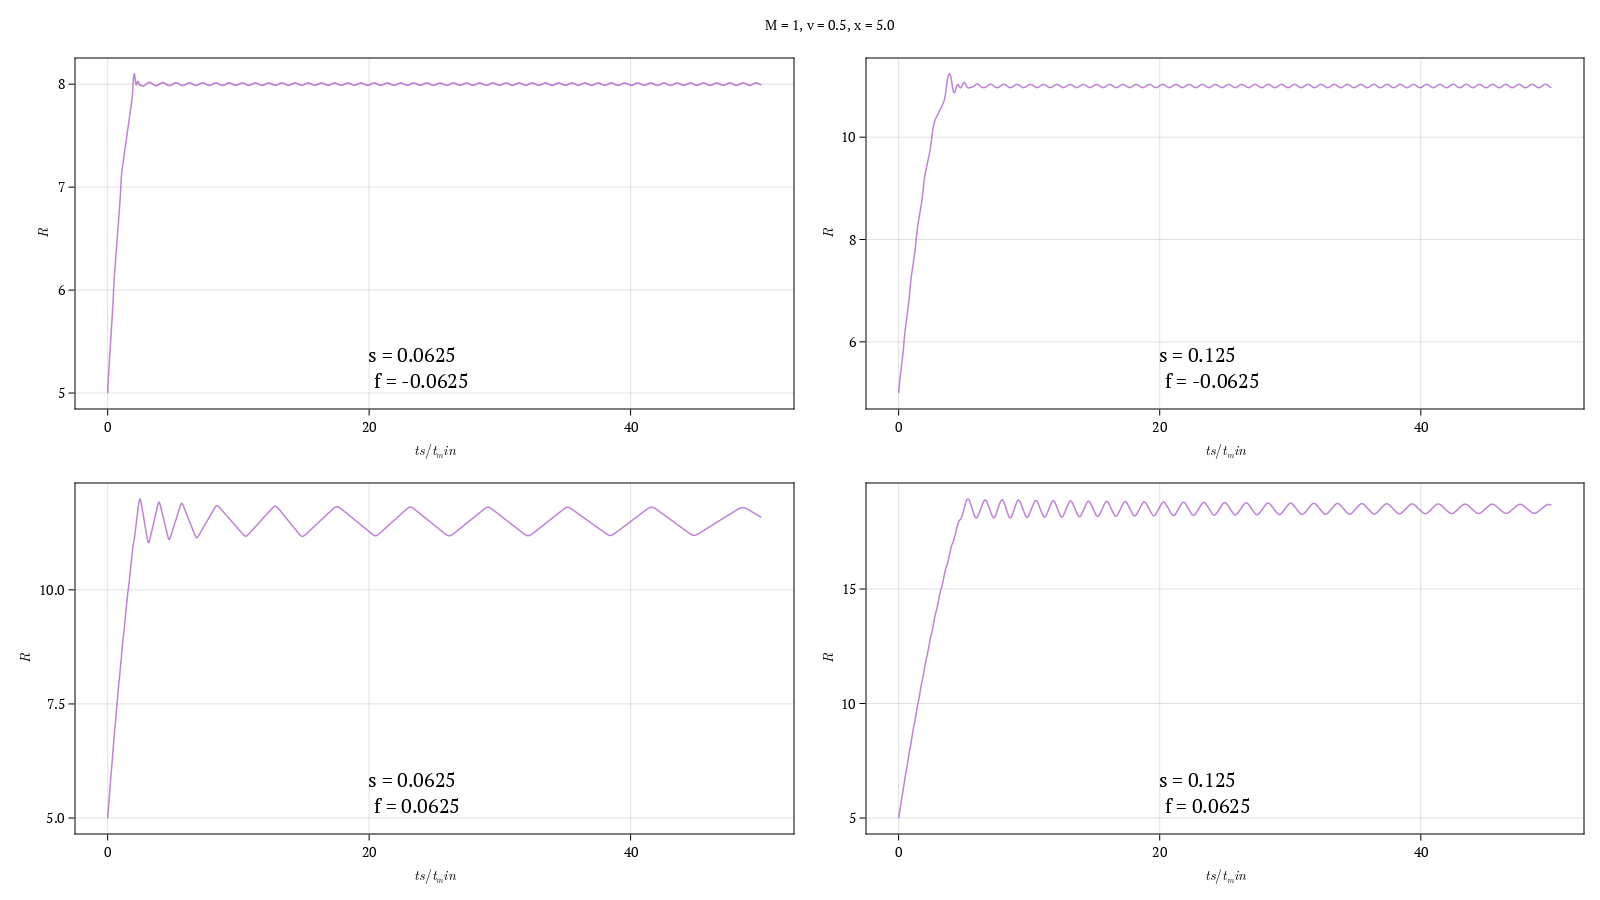 M = 1, v = 0.5, x = 5.0
8
7
6
5
R
s = 0.0625
f = -0.0625
0
20
40
ts/t_min
10
8
6
R
s = 0.125
f = -0.0625
0
20
40
ts/t_min
10.0
7.5
5.0
R
s = 0.0625
f = 0.0625
0
20
40
ts/t_min
15
10
5
R
s = 0.125
f = 0.0625
0
20
40
ts/t_min